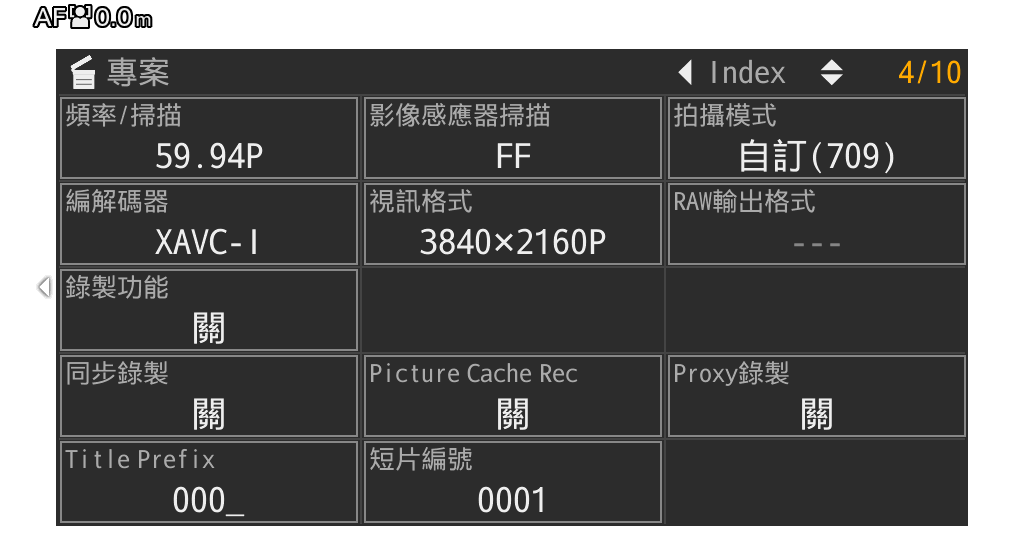 AF 0.0m
專案 Index 4/10
頻率/掃描 影像感應器掃描 拍攝模式
59.94P FF 自訂(709)
編解碼器 視訊格式 RAW輸出格式
XAVC-I 3840×2160P ---
錄製功能
關
同步錄製 Picture Cache Rec Proxy錄製
關 關 關
Title Prefix 短片編號
000_ 0001